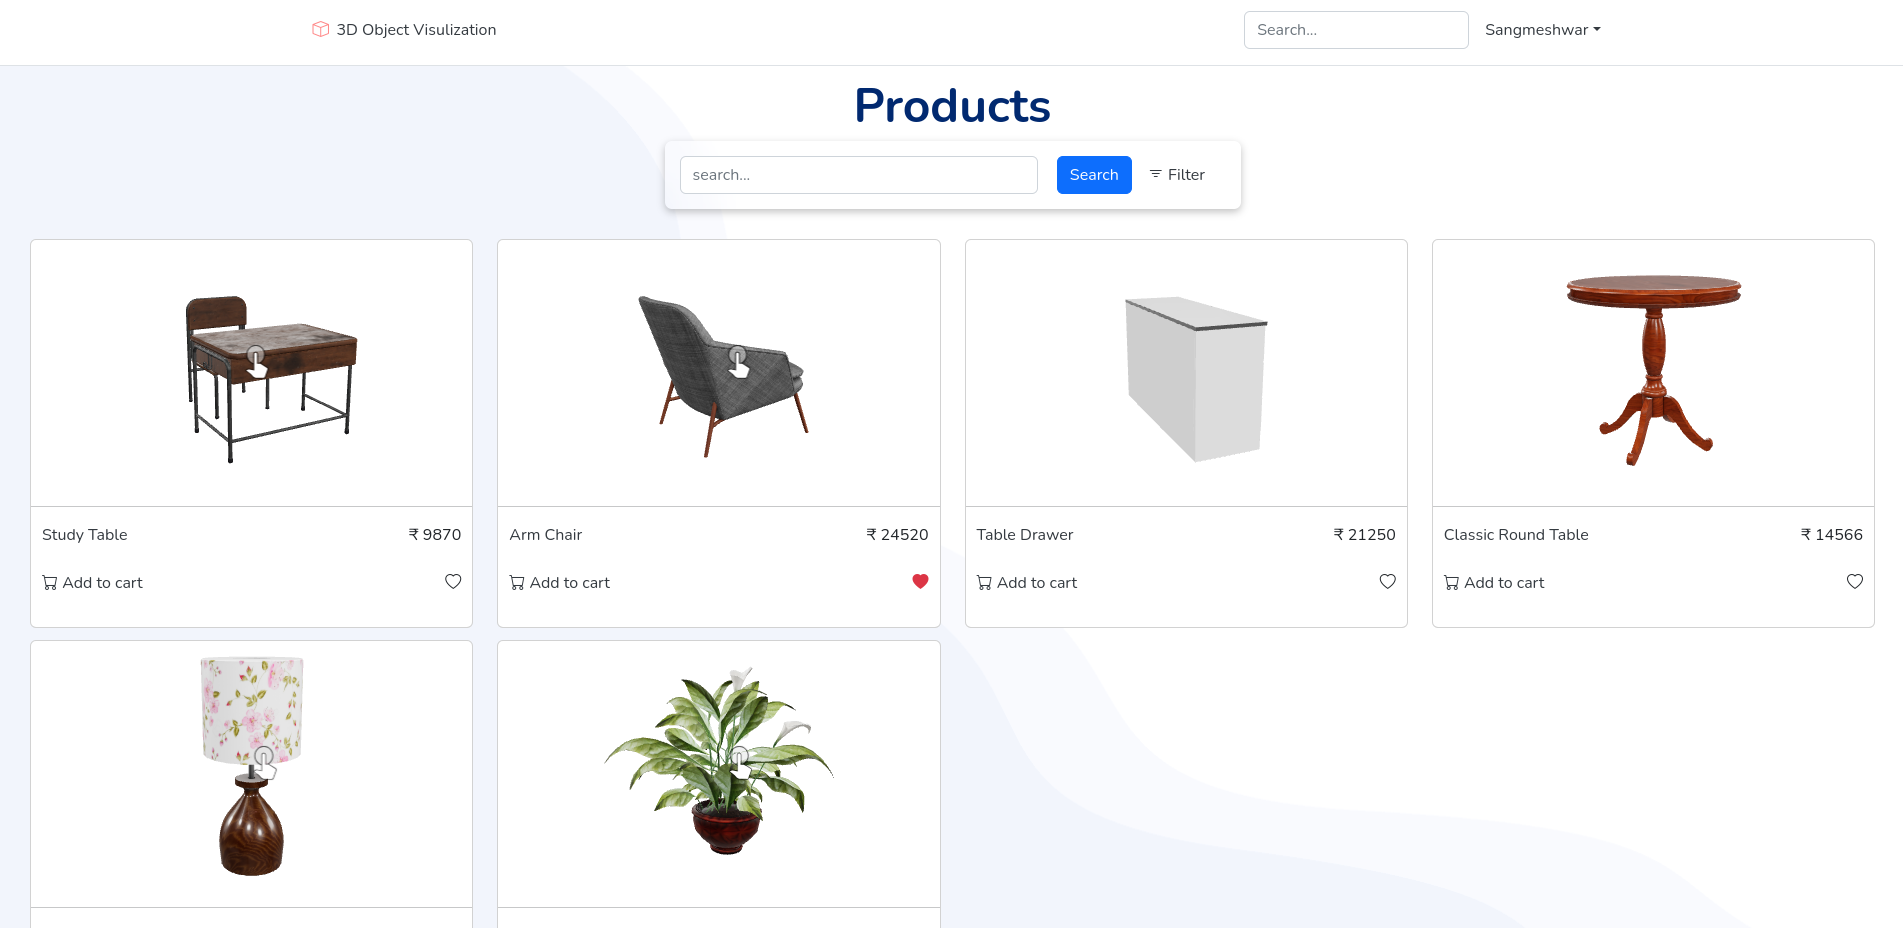 3D Object Visulization
Search...
Sangmeshwar
Products
search...
Search
Filter
Study Table
₹ 9870
Add to cart
Arm Chair
₹ 24520
Add to cart
Table Drawer
₹ 21250
Add to cart
Classic Round Table
₹ 14566
Add to cart